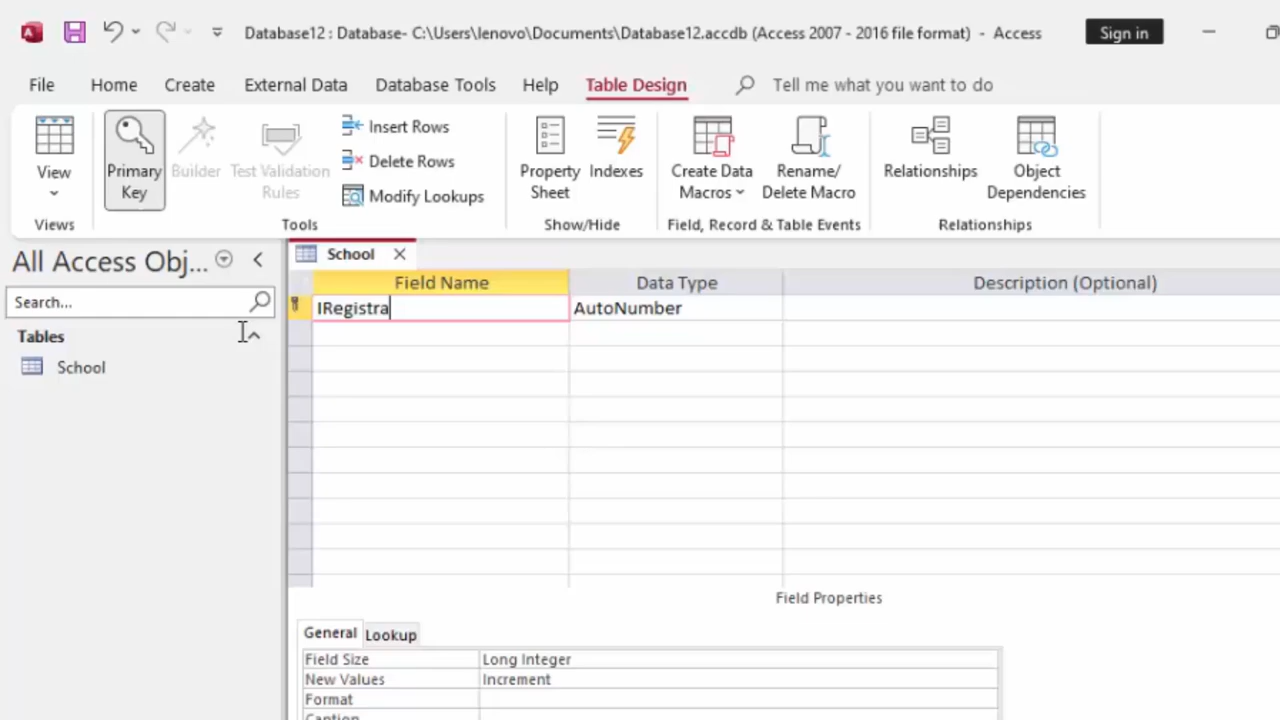 Database12 : Database- C:\Users\lenovo\Documents\Database12.accdb (Access 2007 - 2016 file format) - Access
Sign in
File Home Create External Data Database Tools Help Table Design Tell me what you want to do
View
Primary Key
Builder
Test Validation Rules
Insert Rows
Delete Rows
Modify Lookups
Property Sheet
Indexes
Create Data Macros
Rename/ Delete Macro
Relationships
Object Dependencies
Views Tools Show/Hide Field, Record & Table Events Relationships
All Access Obj...
Search...
Tables
School
School
Field Name Data Type Description (Optional)
IRegistra AutoNumber
Field Properties
General Lookup
Field Size Long Integer
New Values Increment
Format
Caption